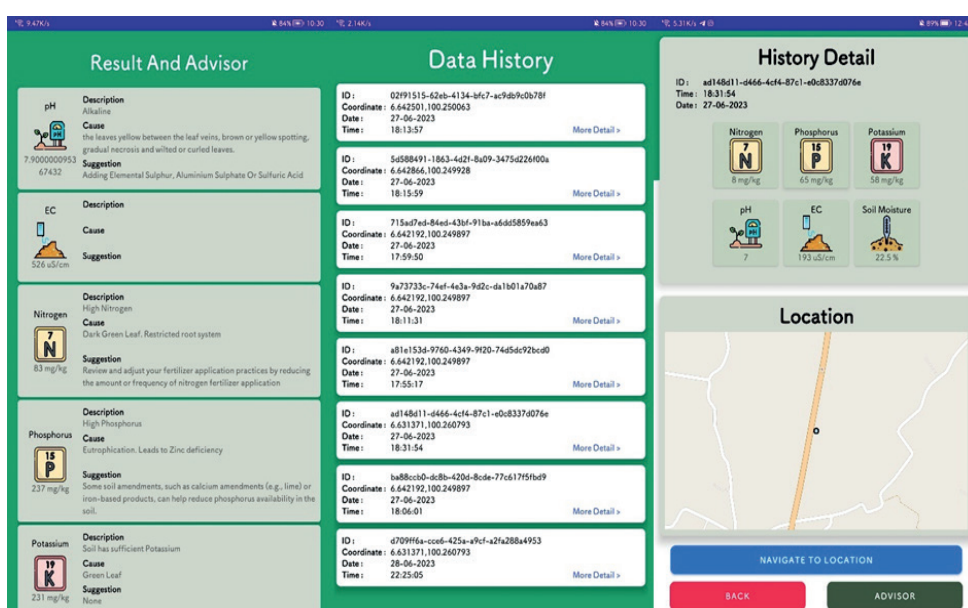 9.47K/s 84% 10:30
Result And Advisor
pH
7.9000000953
67432
Description
Alkaline
Cause
the leaves yellow between the leaf veins, brown or yellow spotting,
gradual necrosis and wilted or curled leaves.
Suggestion
Adding Elemental Sulphur, Aluminium Sulphate Or Sulfuric Acid
EC
526 uS/cm
Description
Cause
Suggestion
Nitrogen
7
N
83 mg/kg
Description
High Nitrogen
Cause
Dark Green Leaf. Restricted root system
Suggestion
Review and adjust your fertilizer application practices by reducing
the amount or frequency of nitrogen fertilizer application
Phosphorus
15
P
237 mg/kg
Description
High Phosphorus
Cause
Eutrophication. Leads to Zinc deficiency
Suggestion
Some soil amendments, such as calcium amendments (e.g., lime) or
iron-based products, can help reduce phosphorus availability in the
soil.
Potassium
19
K
231 mg/kg
Description
Soil has sufficient Potassium
Cause
Green Leaf
Suggestion
None
2.14K/s 84% 10:30
Data History
ID : 02f91515-62eb-4134-bfc7-ac9db9c0b78f
Coordinate : 6.642501,100.250063
Date : 27-06-2023
Time : 18:13:57 More Detail »
ID : 5d588491-1863-4d2f-8a09-3475d226f00a
Coordinate : 6.642866,100.249928
Date : 27-06-2023
Time : 18:15:59 More Detail »
ID : 715ad7ed-84ed-43bf-91ba-a6dd5859ea63
Coordinate : 6.642192,100.249897
Date : 27-06-2023
Time : 17:59:50 More Detail »
ID : 9a73733c-74ef-4e3a-9d2c-da1b01a70a87
Coordinate : 6.642192,100.249897
Date : 27-06-2023
Time : 18:11:31 More Detail »
ID : a81e153d-9760-4349-9f20-74d5dc92bcd0
Coordinate : 6.642192,100.249897
Date : 27-06-2023
Time : 17:55:17 More Detail »
ID : ad148d11-d466-4cf4-87c1-e0c8337d076e
Coordinate : 6.631371,100.260793
Date : 27-06-2023
Time : 18:31:54 More Detail »
ID : ba88ccb0-dc8b-420d-8cde-77c617f5fbd9
Coordinate : 6.642192,100.249897
Date : 27-06-2023
Time : 18:06:01 More Detail »
ID : d709ff6a-cce6-425a-a9cf-a2fa288a4953
Coordinate : 6.631371,100.260793
Date : 28-06-2023
Time : 22:25:05 More Detail »
5.31K/s 89%
History Detail
ID : ad148d11-d466-4cf4-87c1-e0c8337d076e
Time : 18:31:54
Date : 27-06-2023
Nitrogen Phosphorus Potassium
7 15 19
N P K
8 mg/kg 65 mg/kg 58 mg/kg
pH EC Soil Moisture
7 193 uS/cm 22.5 %
Location
NAVIGATE TO LOCATION
BACK ADVISOR